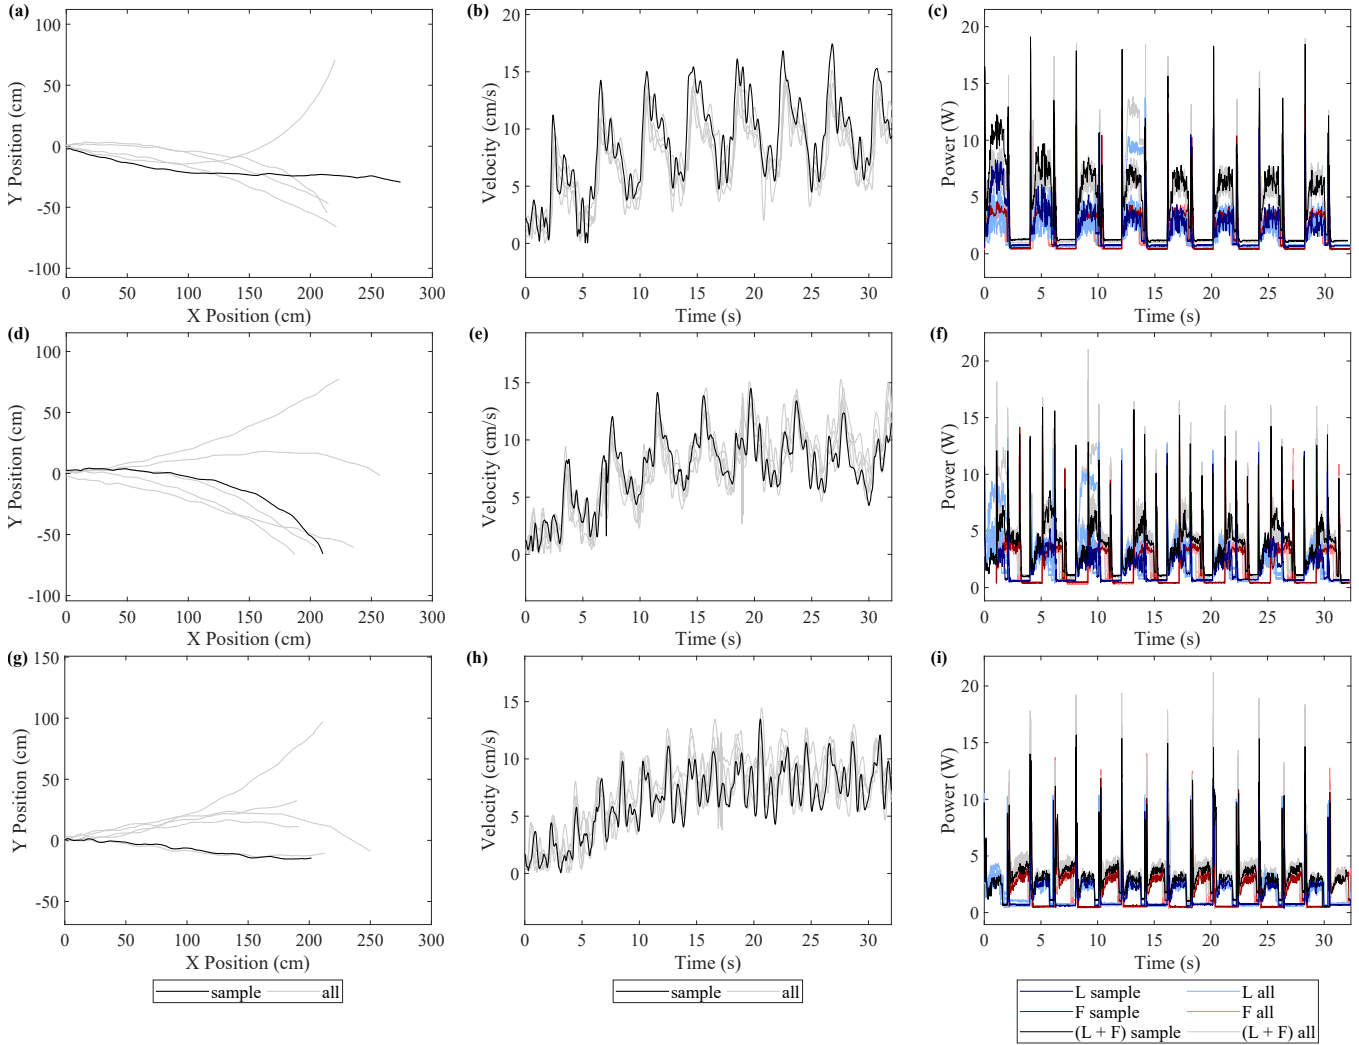 (a)
100
50
0
-50
-100
0 50 100 150 200 250 300
X Position (cm)
Y Position (cm)
(b)
20
15
10
5
0
0 5 10 15 20 25 30
Time (s)
Velocity (cm/s)
(c)
20
15
10
5
0
0 5 10 15 20 25 30
Time (s)
Power (W)
(d)
100
50
0
-50
-100
0 50 100 150 200 250 300
X Position (cm)
Y Position (cm)
(e)
15
10
5
0
0 5 10 15 20 25 30
Time (s)
Velocity (cm/s)
(f)
20
15
10
5
0
0 5 10 15 20 25 30
Time (s)
Power (W)
(g)
150
100
50
0
-50
0 50 100 150 200 250 300
X Position (cm)
Y Position (cm)
(h)
15
10
5
0
0 5 10 15 20 25 30
Time (s)
Velocity (cm/s)
(i)
20
15
10
5
0
0 5 10 15 20 25 30
Time (s)
Power (W)
sample all
sample all
L sample L all
F sample F all
(L + F) sample (L + F) all